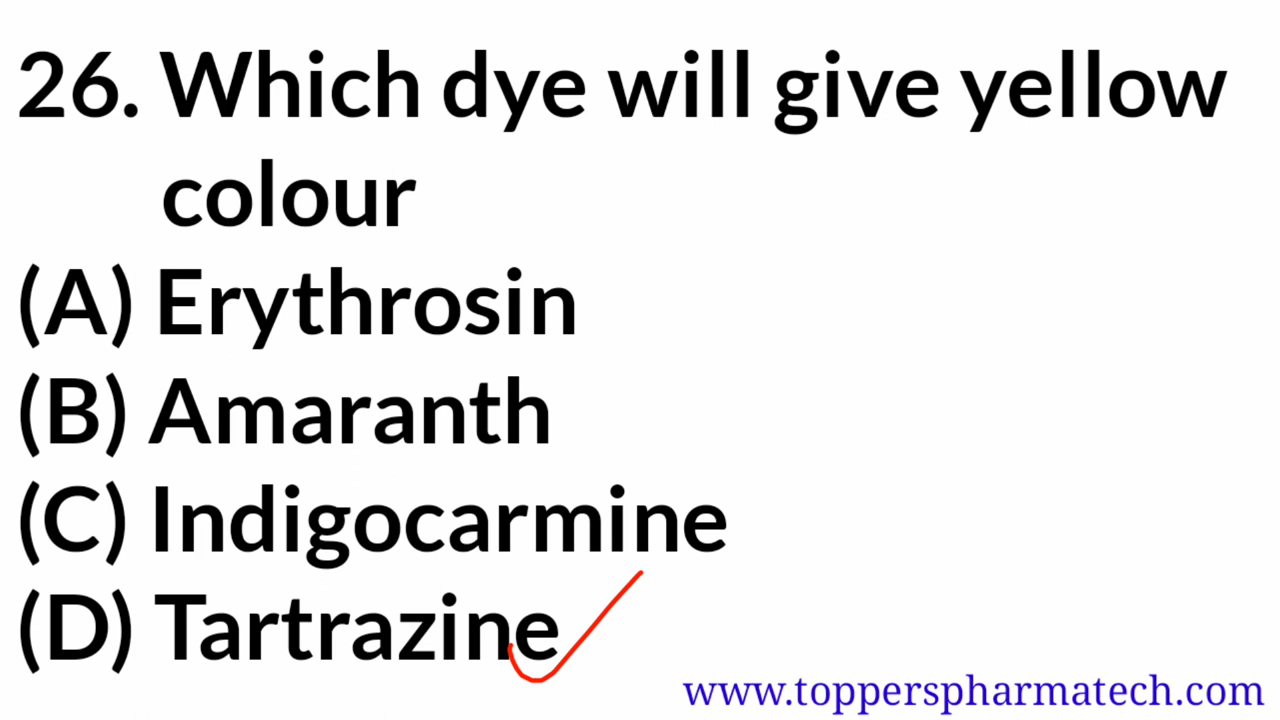 26. Which dye will give yellow
colour
(A) Erythrosin
(B) Amaranth
(C) Indigocarmine
(D) Tartrazine
www.topperspharmatech.com